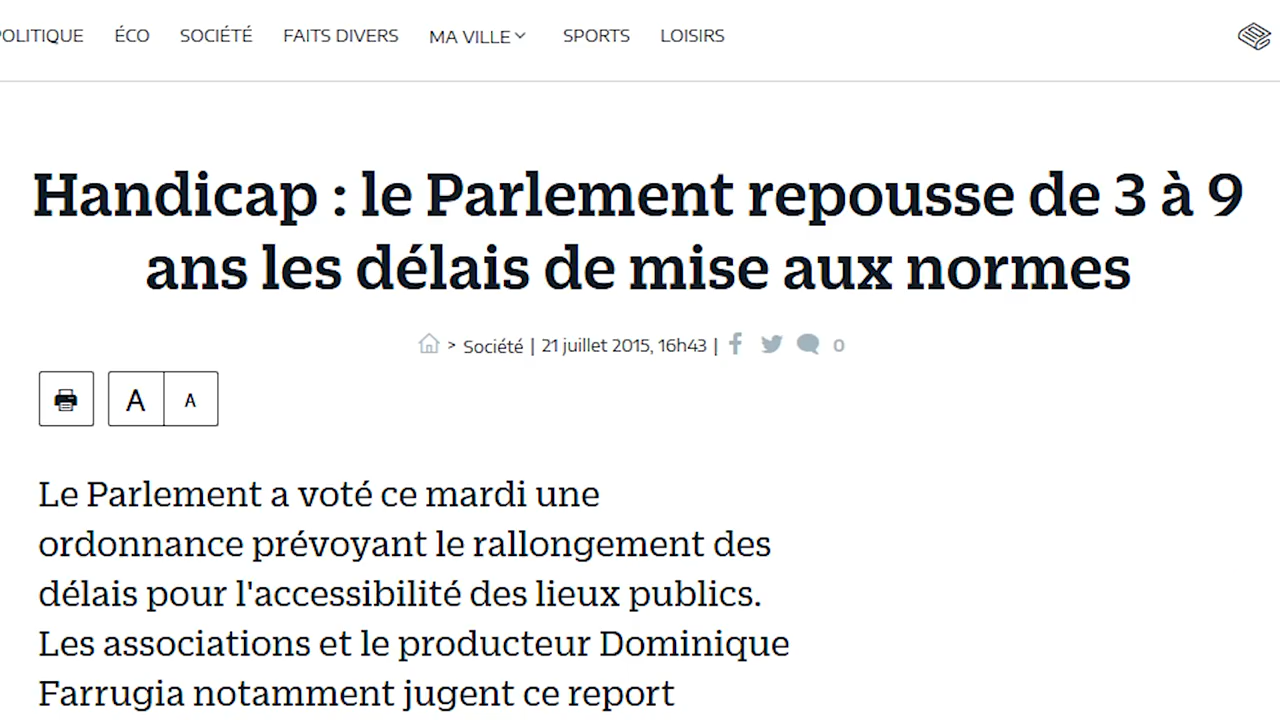 POLITIQUE ÉCO SOCIÉTÉ FAITS DIVERS MA VILLE SPORTS LOISIRS
Handicap : le Parlement repousse de 3 à 9
ans les délais de mise aux normes
> Société | 21 juillet 2015, 16h43 | 0
A A
Le Parlement a voté ce mardi une
ordonnance prévoyant le rallongement des
délais pour l'accessibilité des lieux publics.
Les associations et le producteur Dominique
Farrugia notamment jugent ce report